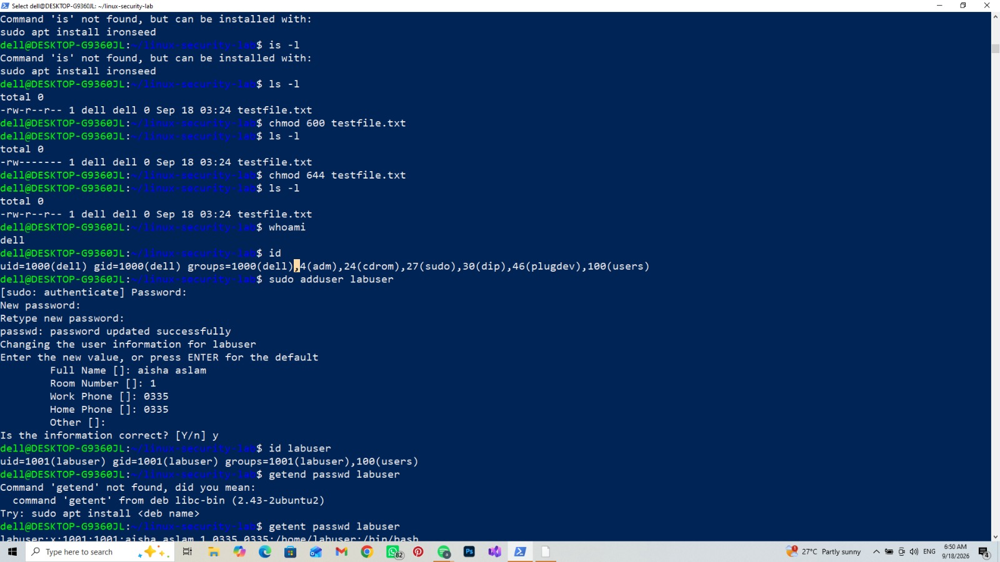 Select dell@DESKTOP-G9360JL: ~/linux-security-lab
Command 'is' not found, but can be installed with:
sudo apt install ironseed
dell@DESKTOP-G9360JL:~/linux-security-lab$ is -l
Command 'is' not found, but can be installed with:
sudo apt install ironseed
dell@DESKTOP-G9360JL:~/linux-security-lab$ ls -l
total 0
-rw-r--r-- 1 dell dell 0 Sep 18 03:24 testfile.txt
dell@DESKTOP-G9360JL:~/linux-security-lab$ chmod 600 testfile.txt
dell@DESKTOP-G9360JL:~/linux-security-lab$ ls -l
total 0
-rw------- 1 dell dell 0 Sep 18 03:24 testfile.txt
dell@DESKTOP-G9360JL:~/linux-security-lab$ chmod 644 testfile.txt
dell@DESKTOP-G9360JL:~/linux-security-lab$ ls -l
total 0
-rw-r--r-- 1 dell dell 0 Sep 18 03:24 testfile.txt
dell@DESKTOP-G9360JL:~/linux-security-lab$ whoami
dell
dell@DESKTOP-G9360JL:~/linux-security-lab$ id
uid=1000(dell) gid=1000(dell) groups=1000(dell),4(adm),24(cdrom),27(sudo),30(dip),46(plugdev),100(users)
dell@DESKTOP-G9360JL:~/linux-security-lab$ sudo adduser labuser
[sudo: authenticate] Password:
New password:
Retype new password:
passwd: password updated successfully
Changing the user information for labuser
Enter the new value, or press ENTER for the default
Full Name []: aisha aslam
Room Number []: 1
Work Phone []: 0335
Home Phone []: 0335
Other []:
Is the information correct? [Y/n] y
dell@DESKTOP-G9360JL:~/linux-security-lab$ id labuser
uid=1001(labuser) gid=1001(labuser) groups=1001(labuser),100(users)
dell@DESKTOP-G9360JL:~/linux-security-lab$ getend passwd labuser
Command 'getend' not found, did you mean:
command 'getent' from deb libc-bin (2.43-2ubuntu2)
Try: sudo apt install <deb name>
dell@DESKTOP-G9360JL:~/linux-security-lab$ getent passwd labuser
labuser:x:1001:1001:aisha aslam,1,0335,0335:/home/labuser:/bin/bash
Type here to search
82
Ps
27°C Partly sunny
ENG
6:50 AM
9/18/2026
4